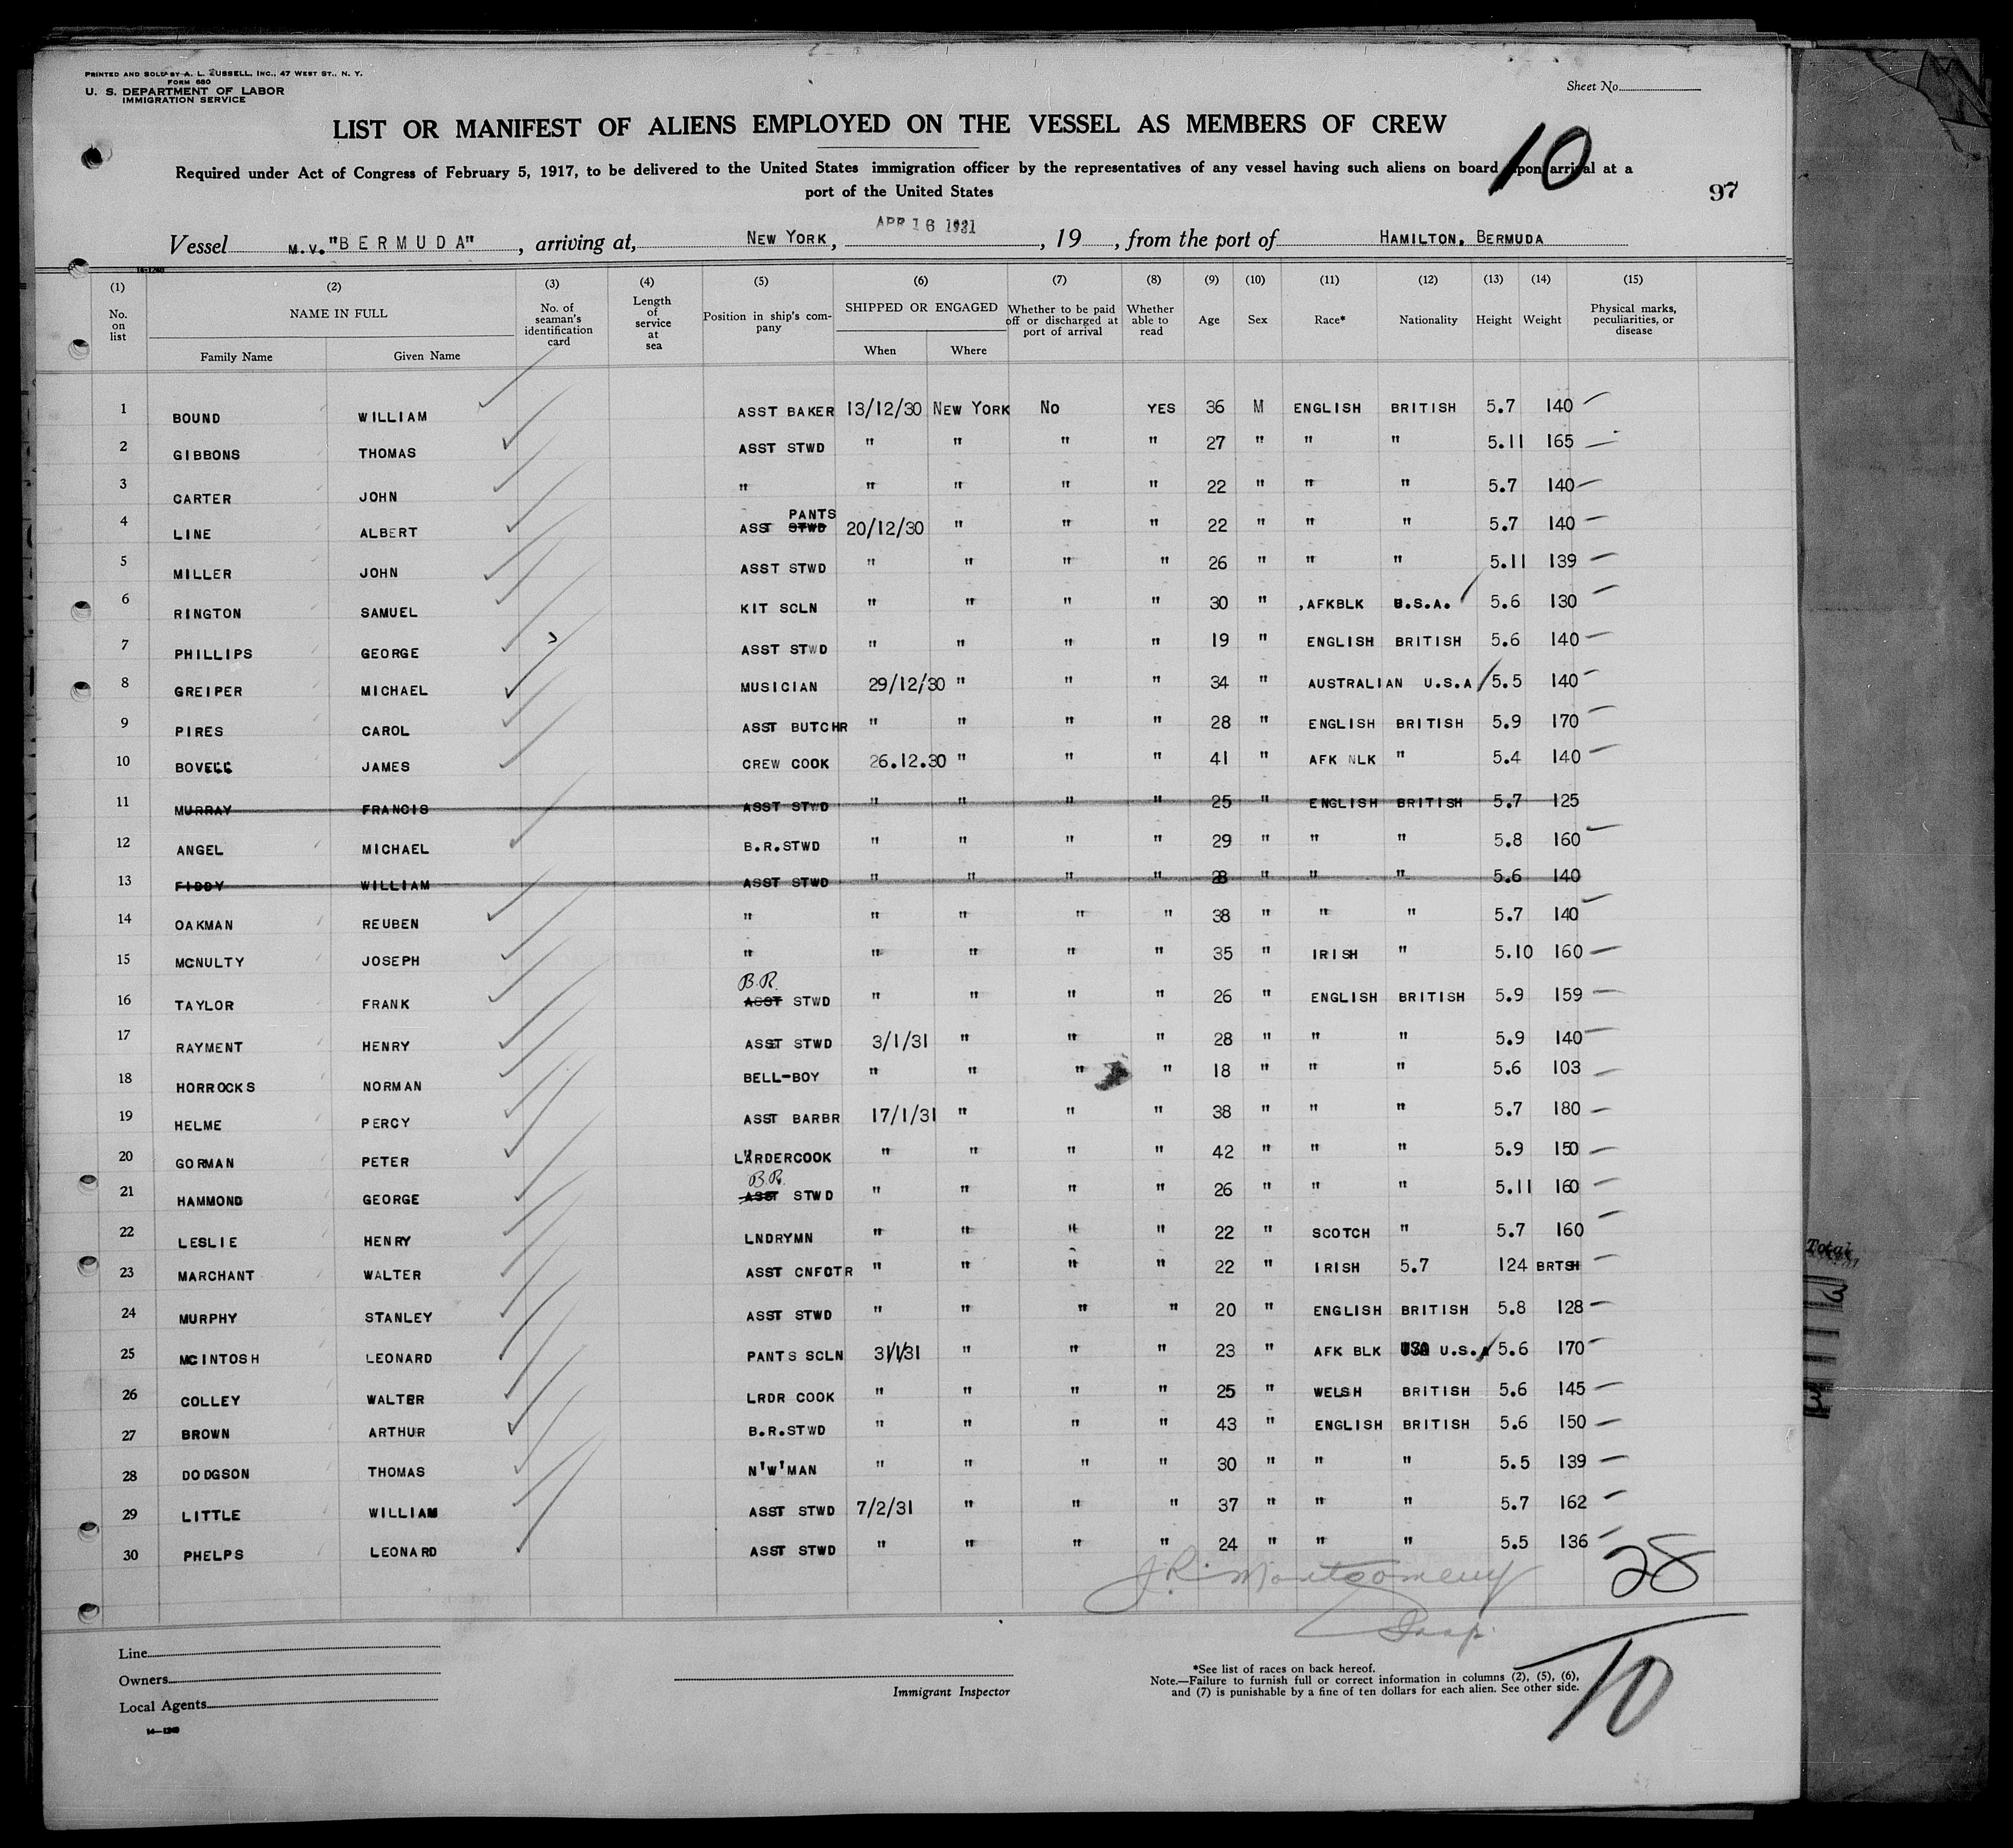 PRINTED AND SOLD BY A. L. RUSSELL, INC., 47 WEST ST., N. Y.
FORM 680
U. S. DEPARTMENT OF LABOR
IMMIGRATION SERVICE
Sheet No.
LIST OR MANIFEST OF ALIENS EMPLOYED ON THE VESSEL AS MEMBERS OF CREW
10
Required under Act of Congress of February 5, 1917, to be delivered to the United States immigration officer by the representatives of any vessel having such aliens on board upon arrival at a
port of the United States
97
Vessel M.V. "BERMUDA", arriving at, NEW YORK, APR 16 1931, 19 , from the port of HAMILTON, BERMUDA
(1) (2) (3) (4) (5) (6) (7) (8) (9) (10) (11) (12) (13) (14) (15)
No. on list NAME IN FULL No. of seaman's identification card Length of service at sea Position in ship's company SHIPPED OR ENGAGED Whether to be paid off or discharged at port of arrival Whether able to read Age Sex Race* Nationality Height Weight Physical marks, peculiarities, or disease
Family Name Given Name When Where
1 BOUND WILLIAM ASST BAKER 13/12/30 NEW YORK No YES 36 M ENGLISH BRITISH 5.7 140
2 GIBBONS THOMAS ASST STWD " " " " 27 " " " 5.11 165
3 CARTER JOHN " " " " " 22 " " " 5.7 140
4 LINE ALBERT ASST STWD PANTS 20/12/30 " " " 22 " " " 5.7 140
5 MILLER JOHN ASST STWD " " " " 26 " " " 5.11 139
6 RINGTON SAMUEL KIT SCLN " " " " 30 " ,AFKBLK U.S.A. 5.6 130
7 PHILLIPS GEORGE ASST STWD " " " " 19 " ENGLISH BRITISH 5.6 140
8 GREIPER MICHAEL MUSICIAN 29/12/30 " " " 34 " AUSTRALIAN U.S.A 5.5 140
9 PIRES CAROL ASST BUTCHR " " " " 28 " ENGLISH BRITISH 5.9 170
10 BOVELL JAMES CREW COOK 26.12.30 " " " 41 " AFK NLK " 5.4 140
11 MURRAY FRANCIS ASST STWD " " " " 25 " ENGLISH BRITISH 5.7 125
12 ANGEL MICHAEL B.R.STWD " " " " 29 " " " 5.8 160
13 FIDDY WILLIAM ASST STWD " " " " 28 " " " 5.6 140
14 OAKMAN REUBEN " " " " " 38 " " " 5.7 140
15 MCNULTY JOSEPH " " " " " 35 " IRISH " 5.10 160
16 TAYLOR FRANK B.R. ASST STWD " " " " 26 " ENGLISH BRITISH 5.9 159
17 RAYMENT HENRY ASST STWD 3/1/31 " " " 28 " " " 5.9 140
18 HORROCKS NORMAN BELL-BOY " " " " 18 " " " 5.6 103
19 HELME PERCY ASST BARBR 17/1/31 " " " 38 " " " 5.7 180
20 GORMAN PETER LARDERCOOK " " " " 42 " " " 5.9 150
21 HAMMOND GEORGE B.R. ASST STWD " " " " 26 " " " 5.11 160
22 LESLIE HENRY LNDRYMN " " " " 22 " SCOTCH " 5.7 160
23 MARCHANT WALTER ASST CNFCTR " " " " 22 " IRISH 5.7 124 BRTSH
24 MURPHY STANLEY ASST STWD " " " " 20 " ENGLISH BRITISH 5.8 128
25 MCINTOSH LEONARD PANTS SCLN 31/1/31 " " " 23 " AFK BLK USA U.S.A 5.6 170
26 COLLEY WALTER LRDR COOK " " " " 25 " WELSH BRITISH 5.6 145
27 BROWN ARTHUR B.R.STWD " " " " 43 " ENGLISH BRITISH 5.6 150
28 DODGSON THOMAS N'W'MAN " " " " 30 " " " 5.5 139
29 LITTLE WILLIAM ASST STWD 7/2/31 " " " 37 " " " 5.7 162
30 PHELPS LEONARD ASST STWD " " " " 24 " " " 5.5 136
28
J.R. Montgomery
Insp.
Line
Owners
Local Agents
Immigrant Inspector
*See list of races on back hereof.
Note.—Failure to furnish full or correct information in columns (2), (5), (6),
and (7) is punishable by a fine of ten dollars for each alien. See other side.
10
14-1240
Total
3
3